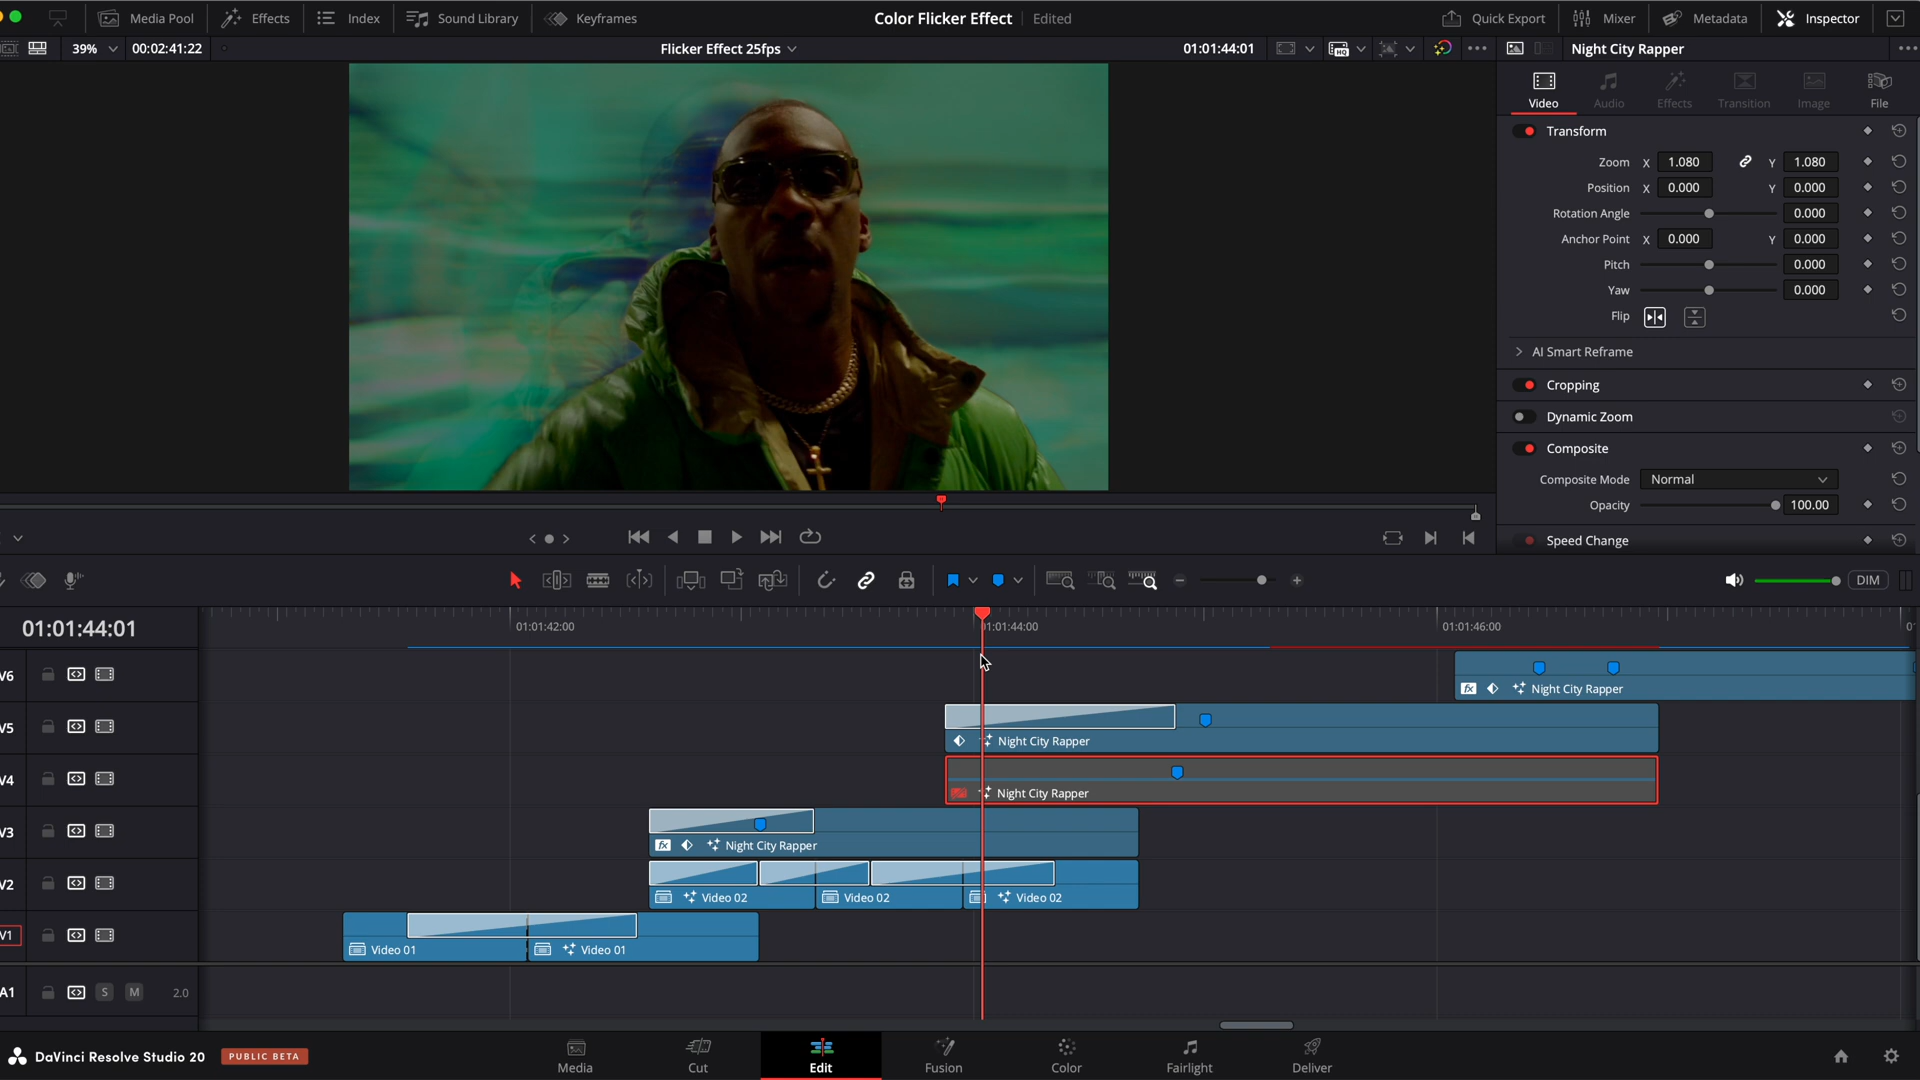 Media Pool Effects Index Sound Library Keyframes Color Flicker Effect Edited Quick Export Mixer Metadata Inspector
39% 00:02:41:22 Flicker Effect 25fps 01:01:44:01 HQ Night City Rapper
Video Audio Effects Transition Image File
Transform
Zoom X 1.080 Y 1.080
Position X 0.000 Y 0.000
Rotation Angle 0.000
Anchor Point X 0.000 Y 0.000
Pitch 0.000
Yaw 0.000
Flip
AI Smart Reframe
Cropping
Dynamic Zoom
Composite
Composite Mode Normal
Opacity 100.00
Speed Change
DIM
01:01:44:01 01:01:42:00 01:01:44:00 01:01:46:00
V6 fx Night City Rapper
V5 Night City Rapper
V4 Night City Rapper
V3 fx Night City Rapper
V2 Video 02 Video 02 Video 02
V1 Video 01 Video 01
A1 S M 2.0
DaVinci Resolve Studio 20 PUBLIC BETA Media Cut Edit Fusion Color Fairlight Deliver